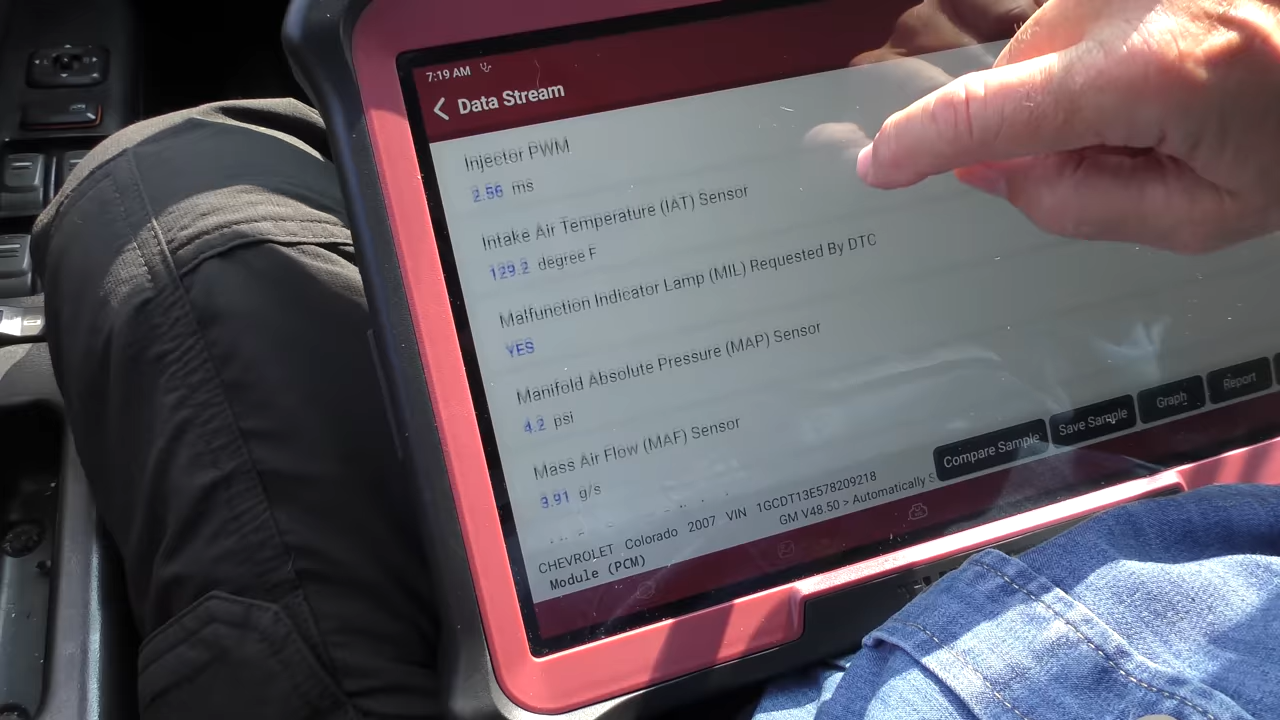 7:19 AM
Data Stream
Injector PWM
2.56 ms
Intake Air Temperature (IAT) Sensor
129.2 degree F
Malfunction Indicator Lamp (MIL) Requested By DTC
YES
Manifold Absolute Pressure (MAP) Sensor
4.2 psi
Mass Air Flow (MAF) Sensor
3.91 g/s
Compare Sample
Save Sample
Graph
Report
CHEVROLET Colorado 2007 VIN 1GCDT13E578209218
GM V48.50 > Automatically S
Module (PCM)